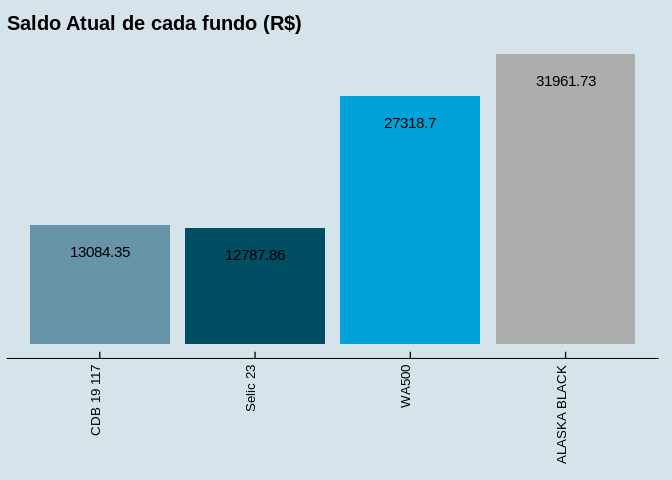 Saldo Atual de cada fundo (R$)
31961.73
27318.7
13084.35
12787.86
CDB 19 117
Selic 23
WA500
ALASKA BLACK